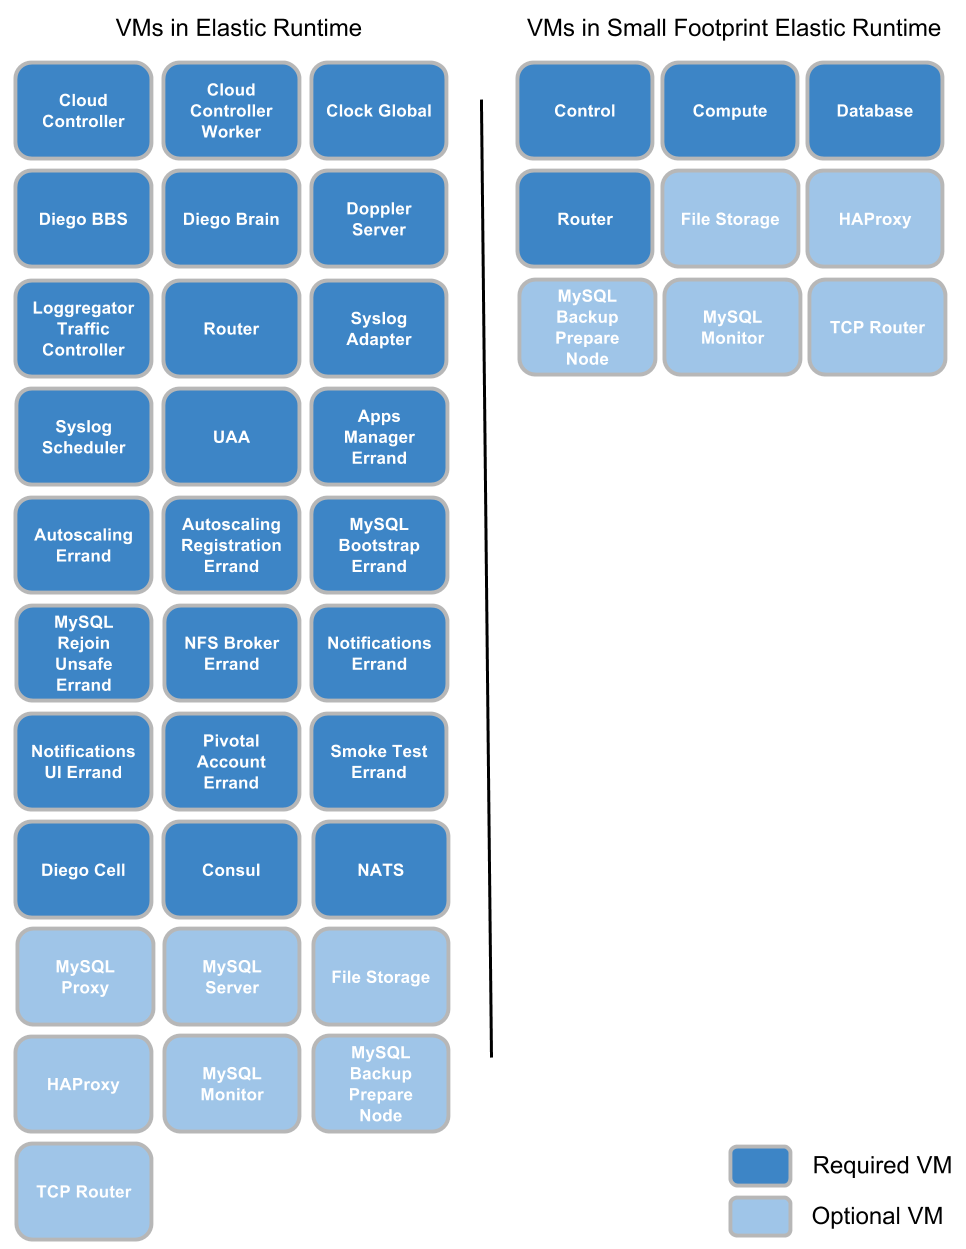 VMs in Elastic Runtime
Cloud
Controller
Cloud
Controller
Worker
Clock Global
Diego BBS
Diego Brain
Doppler
Server
Loggregator
Traffic
Controller
Router
Syslog
Adapter
Syslog
Scheduler
UAA
Apps
Manager
Errand
Autoscaling
Errand
Autoscaling
Registration
Errand
MySQL
Bootstrap
Errand
MySQL
Rejoin
Unsafe
Errand
NFS Broker
Errand
Notifications
Errand
Notifications
UI Errand
Pivotal
Account
Errand
Smoke Test
Errand
Diego Cell
Consul
NATS
MySQL
Proxy
MySQL
Server
File Storage
HAProxy
MySQL
Monitor
MySQL
Backup
Prepare
Node
TCP Router
VMs in Small Footprint Elastic Runtime
Control
Compute
Database
Router
File Storage
HAProxy
MySQL
Backup
Prepare
Node
MySQL
Monitor
TCP Router
Required VM
Optional VM